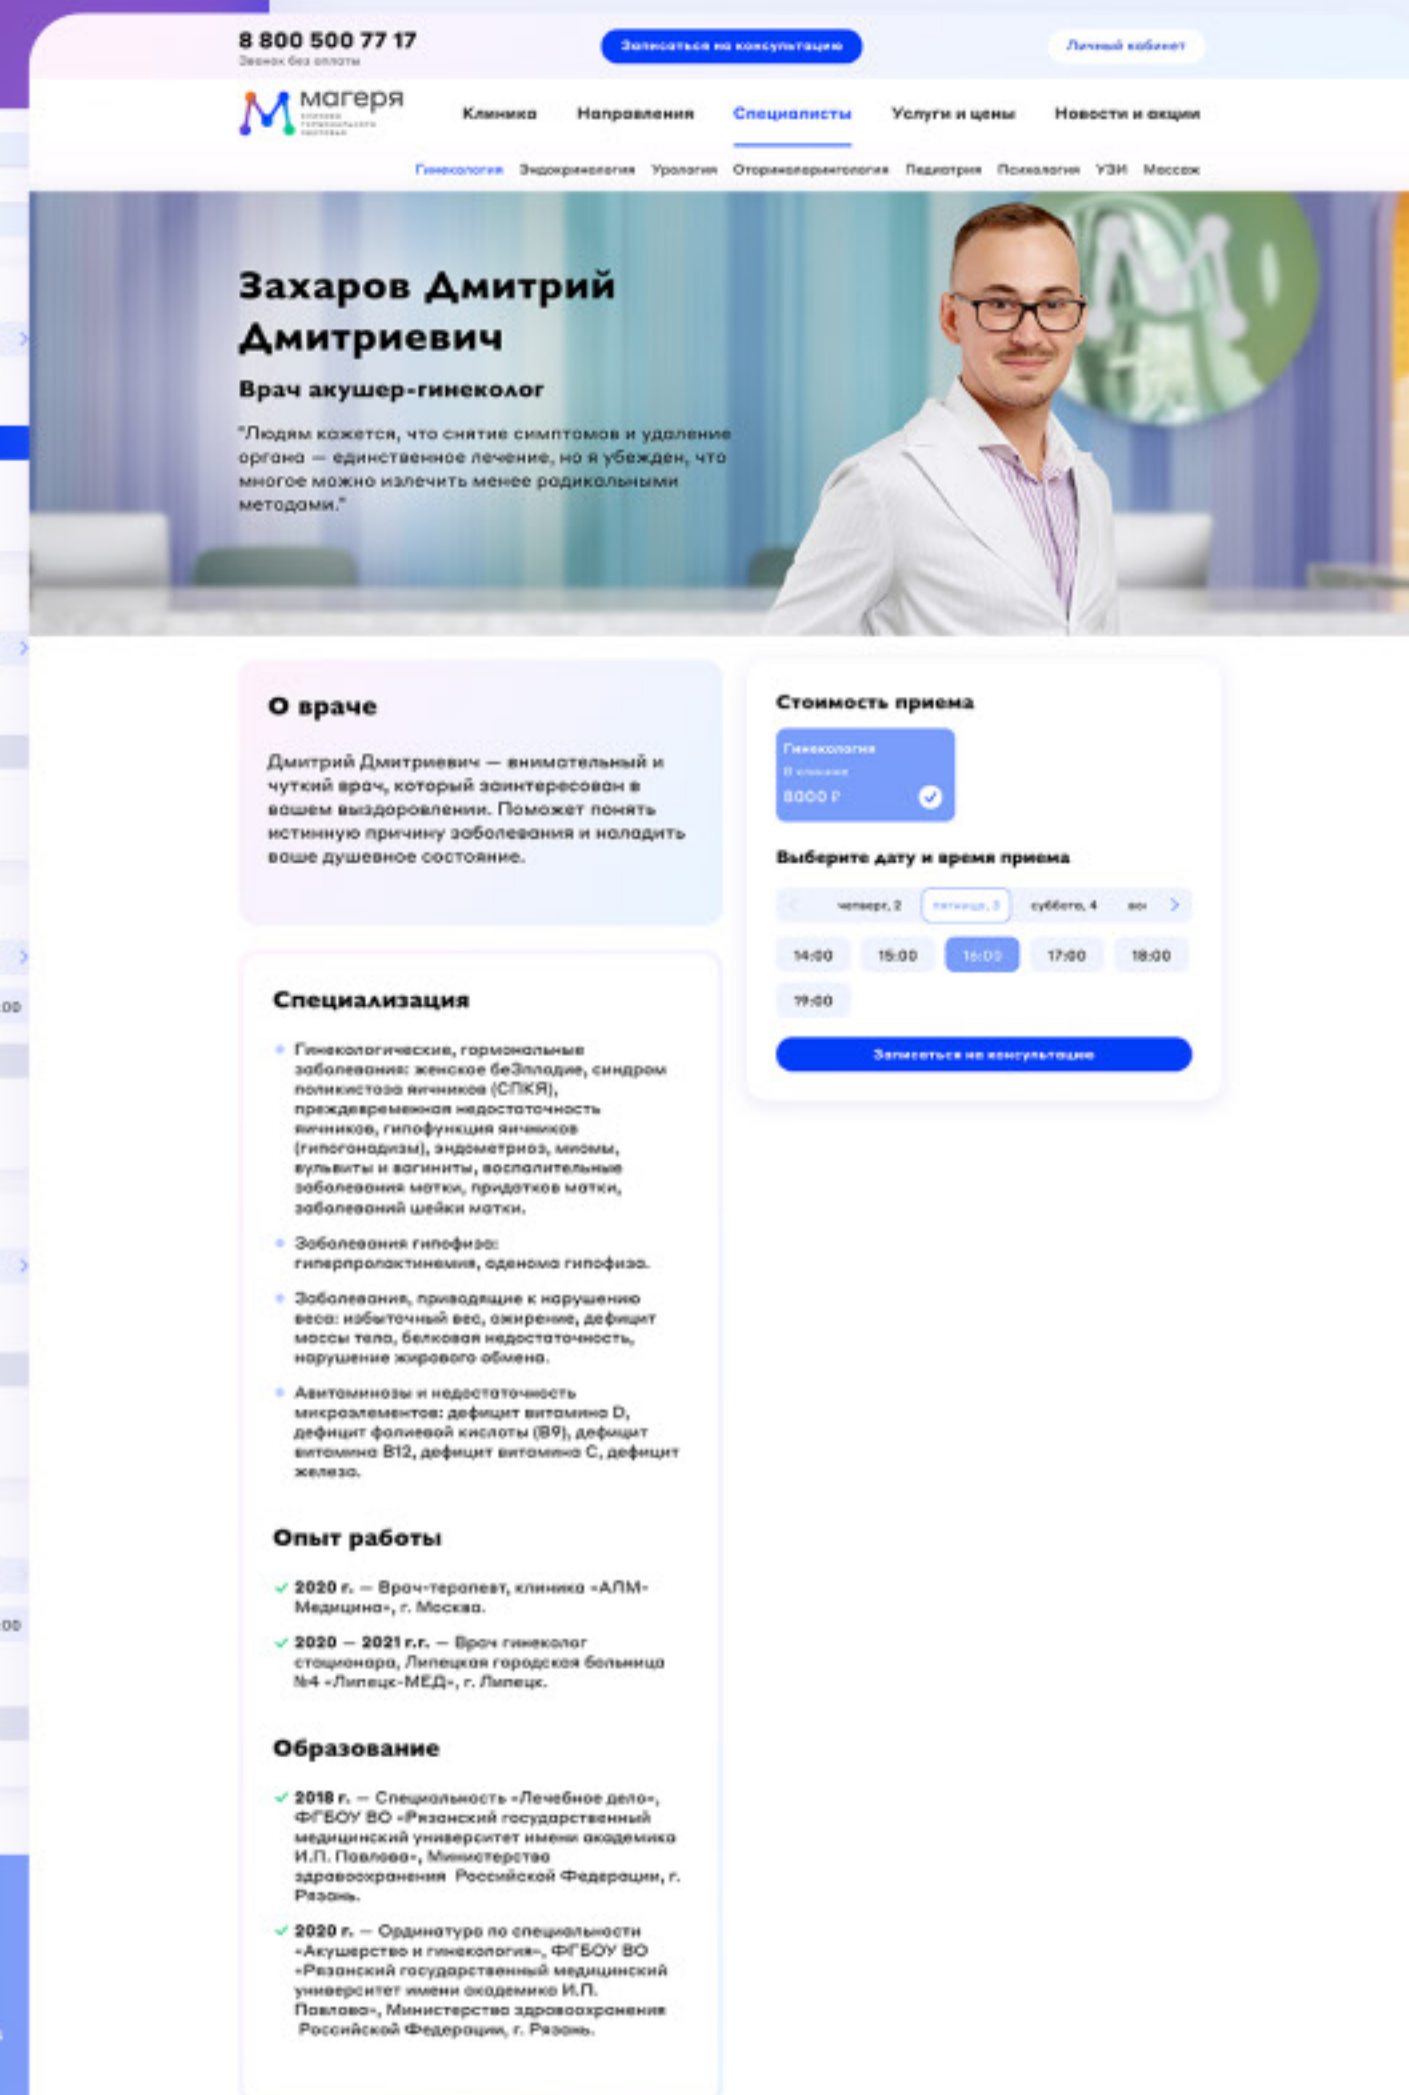 8 800 500 77 17
Звонок без оплаты
Записаться на консультацию
Личный кабинет
магеря
Клиника
Направления
Специалисты
Услуги и цены
Новости и акции
Гинекология
Эндокринология
Урология
Оториноларингология
Педиатрия
Психология
УЗИ
Массаж
Захаров Дмитрий
Дмитриевич
Врач акушер-гинеколог
"Людям кажется, что снятие симптомов и удаление
органа — единственное лечение, но я убежден, что
многое можно излечить менее радикальными
методами."
О враче
Дмитрий Дмитриевич — внимательный и
чуткий врач, который заинтересован в
вашем выздоровлении. Поможет понять
истинную причину заболевания и наладить
ваше душевное состояние.
Стоимость приема
Гинекология
В клинике
8000 ₽
Выберите дату и время приема
четверг, 2
пятница, 3
суббота, 4
вос
14:00
15:00
16:00
17:00
18:00
19:00
Записаться на консультацию
Специализация
Гинекологические, гормональные
заболевания: женское беЗплодие, синдром
поликистоза яичников (СПКЯ),
преждевременная недостаточность
яичников, гипофункция яичников
(гипогонадизм), эндометриоз, миомы,
вульвиты и вагиниты, воспалительные
заболевания матки, придатков матки,
заболеваний шейки матки.
Заболевания гипофиза:
гиперпролактинемия, аденома гипофиза.
Заболевания, приводящие к нарушению
веса: избыточный вес, ожирение, дефицит
массы тела, белковая недостаточность,
нарушение жирового обмена.
Авитаминозы и недостаточность
микроэлементов: дефицит витамина D,
дефицит фолиевой кислоты (B9), дефицит
витамина B12, дефицит витамина C, дефицит
железа.
Опыт работы
2020 г. — Врач-терапевт, клиника «АЛМ-
Медицина», г. Москва.
2020 — 2021 г.г. — Врач гинеколог
стационара, Липецкая городская больница
№4 «Липецк-МЕД», г. Липецк.
Образование
2018 г. — Специальность «Лечебное дело»,
ФГБОУ ВО «Рязанский государственный
медицинский университет имени академика
И.П. Павлова», Министерство
здравоохранения Российской Федерации, г.
Рязань.
2020 г. — Ординатура по специальности
«Акушерство и гинекология», ФГБОУ ВО
«Рязанский государственный медицинский
университет имени академика И.П.
Павлова», Министерство здравоохранения
Российской Федерации, г. Рязань.
:00
:00